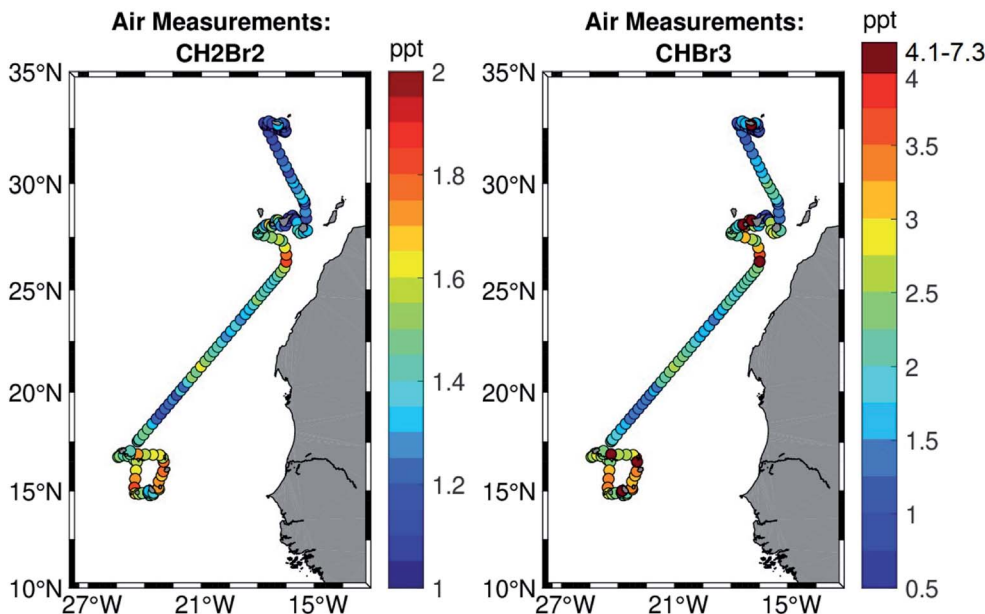 Air Measurements:
CH2Br2
ppt
35°N
30°N
25°N
20°N
15°N
10°N
27°W
21°W
15°W
2
1.8
1.6
1.4
1.2
1
Air Measurements:
CHBr3
ppt
35°N
30°N
25°N
20°N
15°N
10°N
27°W
21°W
15°W
4.1-7.3
4
3.5
3
2.5
2
1.5
1
0.5